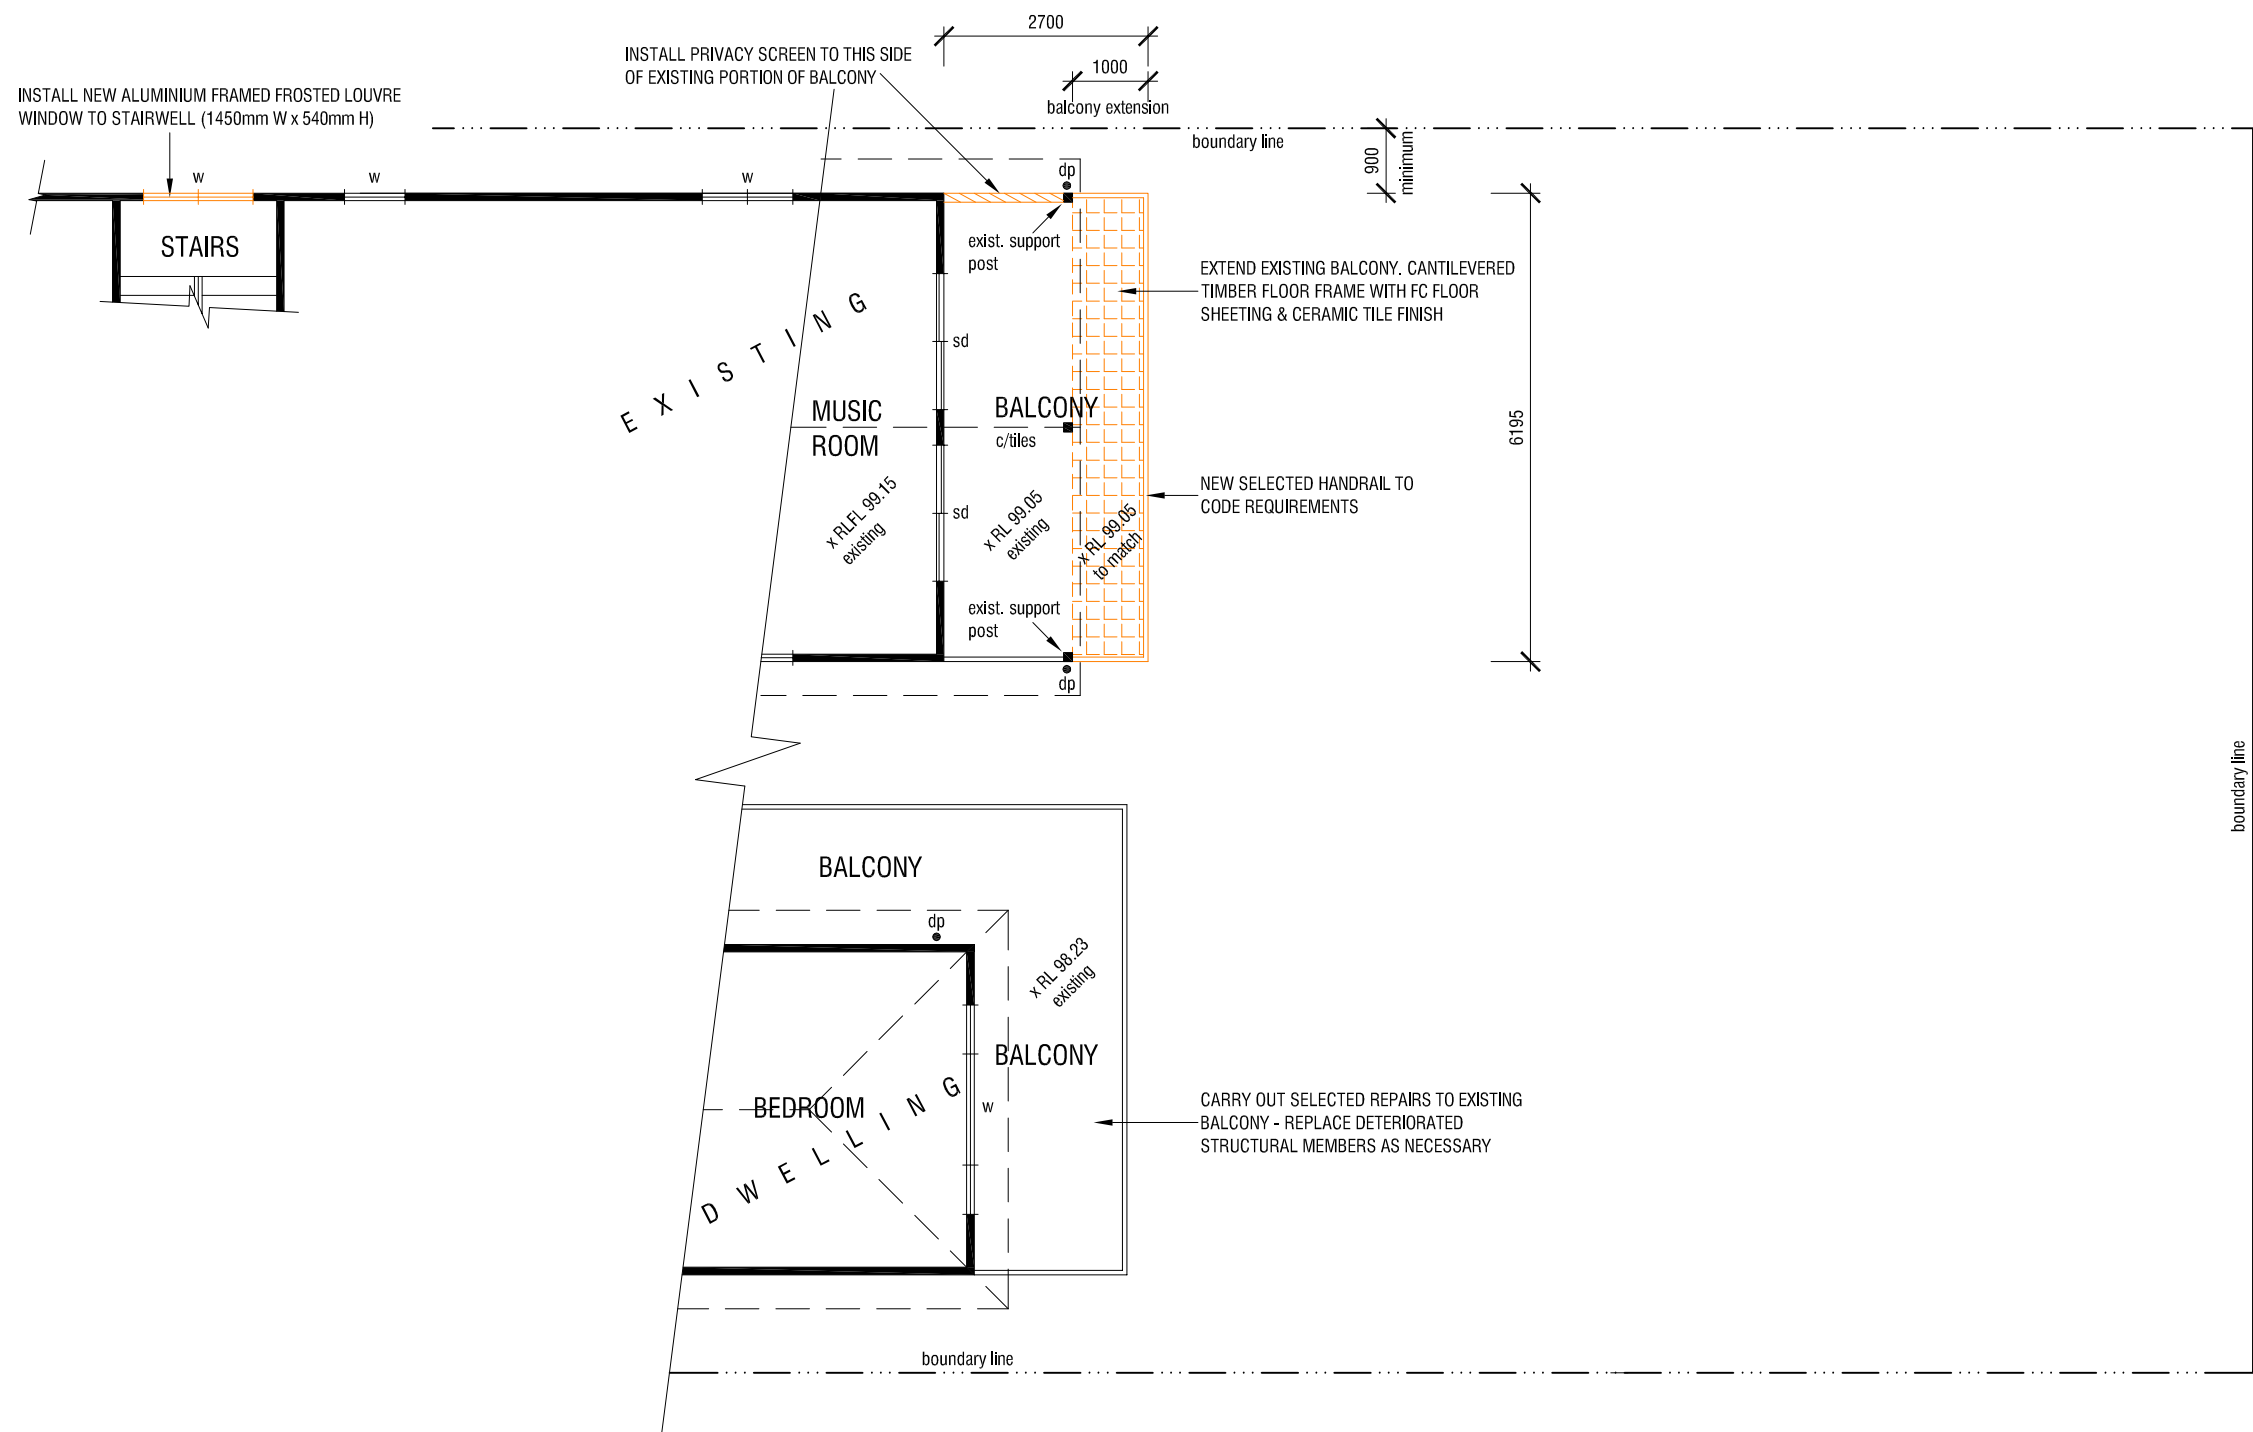 2700
INSTALL PRIVACY SCREEN TO THIS SIDE
OF EXISTING PORTION OF BALCONY
1000
balcony extension
INSTALL NEW ALUMINIUM FRAMED FROSTED LOUVRE
WINDOW TO STAIRWELL (1450mm W x 540mm H)
boundary line
900
minimum
w
w
w
dp
STAIRS
exist. support
post
EXTEND EXISTING BALCONY. CANTILEVERED
TIMBER FLOOR FRAME WITH FC FLOOR
SHEETING & CERAMIC TILE FINISH
EXISTING
sd
MUSIC
ROOM
BALCONY
c/tiles
6195
x RLFL 99.15
existing
sd
x RL 99.05
existing
x RL 99.05
to match
NEW SELECTED HANDRAIL TO
CODE REQUIREMENTS
exist. support
post
dp
boundary line
BALCONY
dp
x RL 98.23
existing
BALCONY
BEDROOM
w
DWELLING
CARRY OUT SELECTED REPAIRS TO EXISTING
BALCONY - REPLACE DETERIORATED
STRUCTURAL MEMBERS AS NECESSARY
boundary line